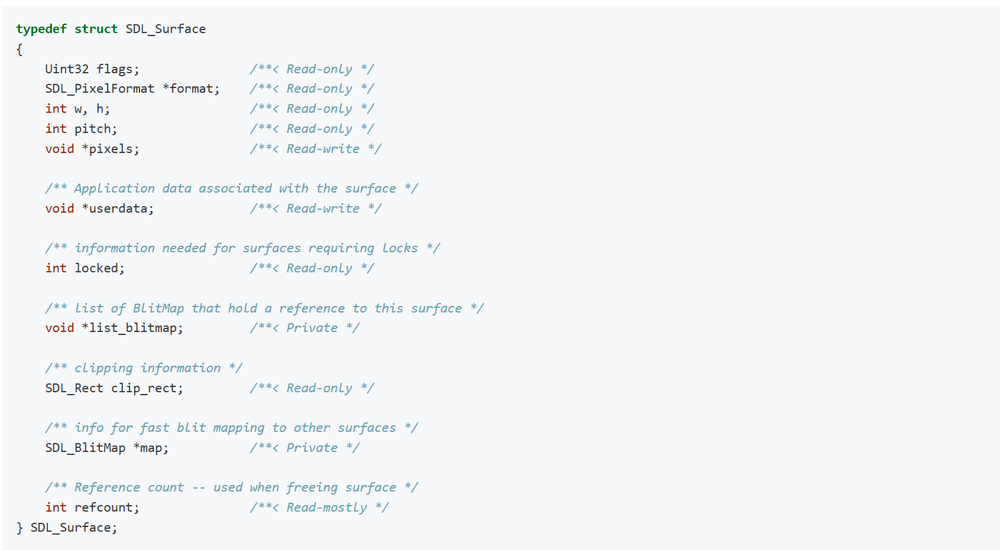 typedef struct SDL_Surface
{
    Uint32 flags;               /**< Read-only */
    SDL_PixelFormat *format;    /**< Read-only */
    int w, h;                   /**< Read-only */
    int pitch;                  /**< Read-only */
    void *pixels;               /**< Read-write */

    /** Application data associated with the surface */
    void *userdata;             /**< Read-write */

    /** information needed for surfaces requiring locks */
    int locked;                 /**< Read-only */

    /** list of BlitMap that hold a reference to this surface */
    void *list_blitmap;         /**< Private */

    /** clipping information */
    SDL_Rect clip_rect;         /**< Read-only */

    /** info for fast blit mapping to other surfaces */
    SDL_BlitMap *map;           /**< Private */

    /** Reference count -- used when freeing surface */
    int refcount;               /**< Read-mostly */
} SDL_Surface;